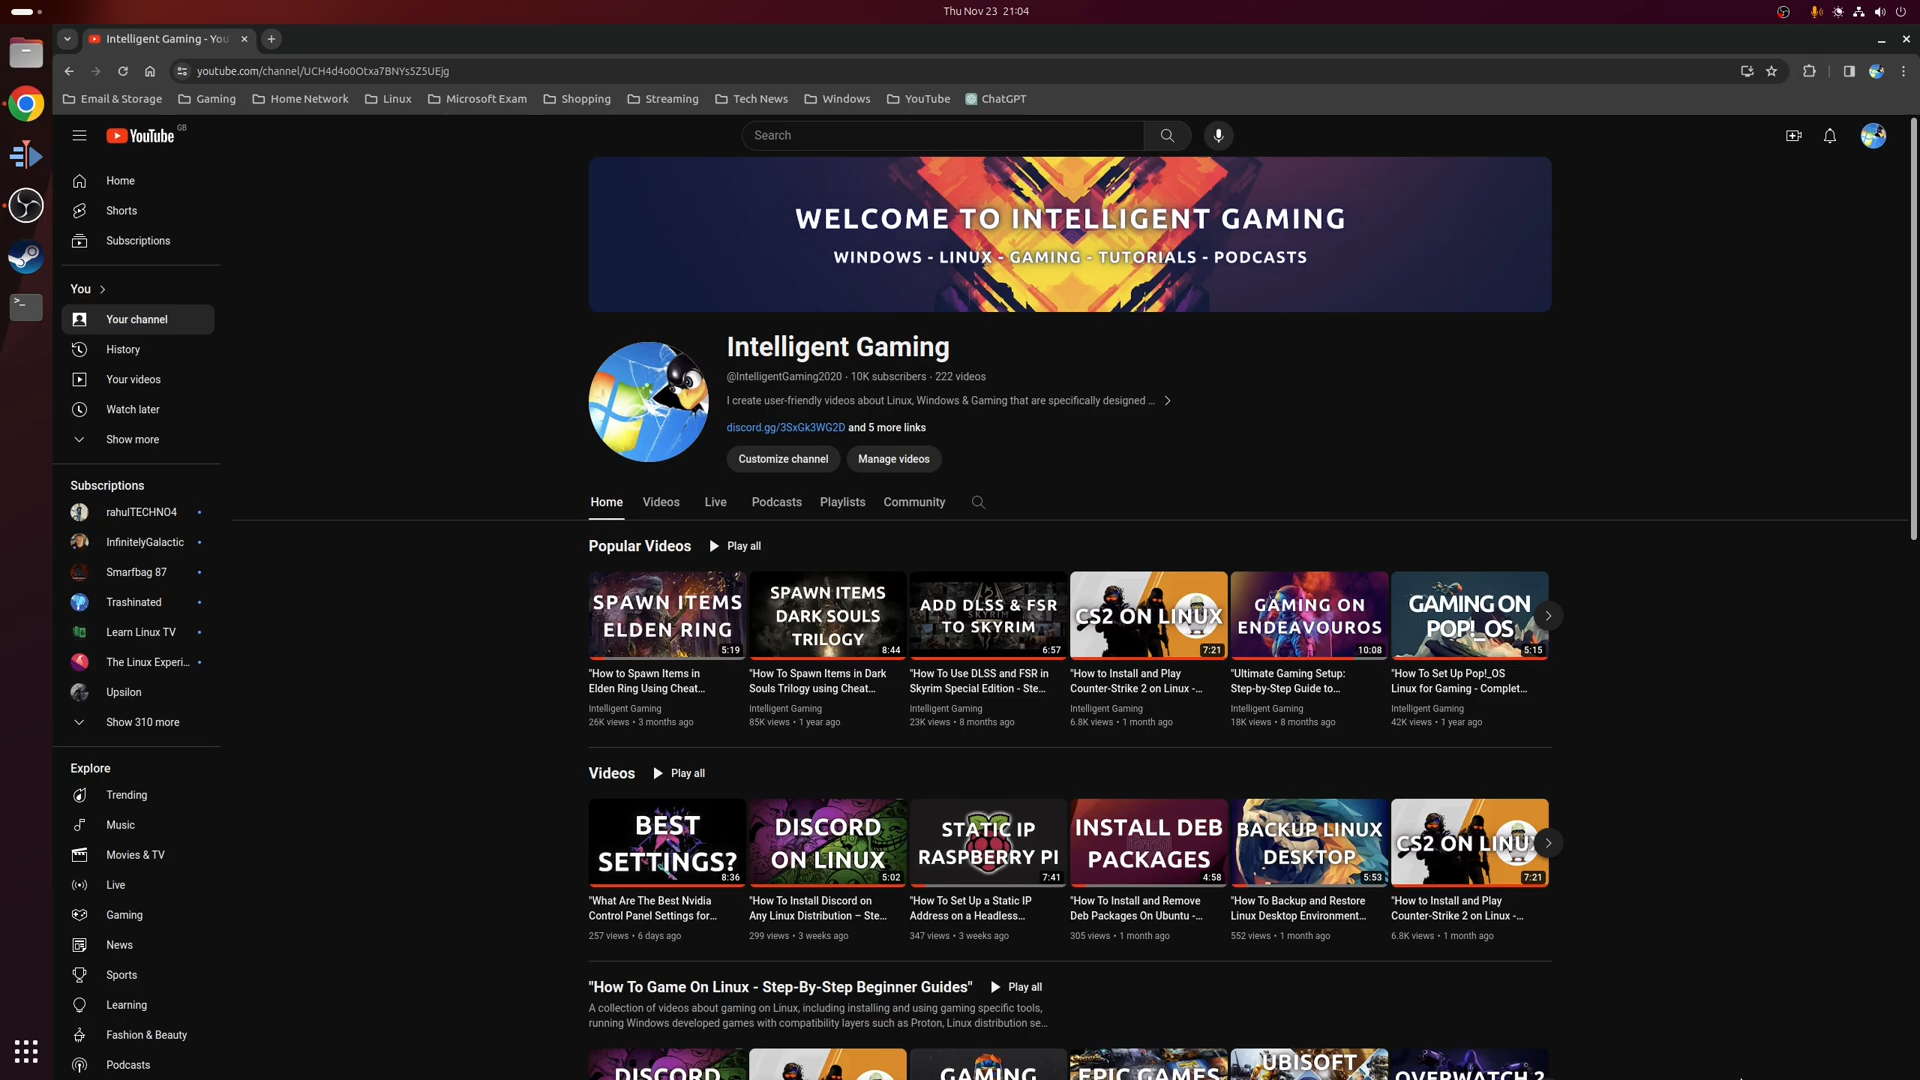 Thu Nov 23 21:04
Intelligent Gaming - You
youtube.com/channel/UCH4d4o0Otxa7BNYs5Z5UEjg
Email & Storage
Gaming
Home Network
Linux
Microsoft Exam
Shopping
Streaming
Tech News
Windows
YouTube
ChatGPT
YouTube GB
Search
Home
Shorts
Subscriptions
You
Your channel
History
Your videos
Watch later
Show more
Subscriptions
rahulTECHNO4
InfinitelyGalactic
Smarfbag 87
Trashinated
Learn Linux TV
The Linux Experi...
Upsilon
Show 310 more
Explore
Trending
Music
Movies & TV
Live
Gaming
News
Sports
Learning
Fashion & Beauty
Podcasts
WELCOME TO INTELLIGENT GAMING
WINDOWS - LINUX - GAMING - TUTORIALS - PODCASTS
Intelligent Gaming
@IntelligentGaming2020 · 10K subscribers · 222 videos
I create user-friendly videos about Linux, Windows & Gaming that are specifically designed ...
discord.gg/3SxGk3WG2D and 5 more links
Customize channel
Manage videos
Home
Videos
Live
Podcasts
Playlists
Community
Popular Videos
Play all
SPAWN ITEMS
ELDEN RING
5:19
"How to Spawn Items in
Elden Ring Using Cheat...
Intelligent Gaming
26K views • 3 months ago
SPAWN ITEMS
DARK SOULS
TRILOGY
8:44
"How To Spawn Items in Dark
Souls Trilogy using Cheat...
Intelligent Gaming
85K views • 1 year ago
ADD DLSS & FSR
TO SKYRIM
6:57
"How To Use DLSS and FSR in
Skyrim Special Edition - Ste...
Intelligent Gaming
23K views • 8 months ago
CS2 ON LINUX
7:21
"How to Install and Play
Counter-Strike 2 on Linux -...
Intelligent Gaming
6.8K views • 1 month ago
GAMING ON
ENDEAVOUROS
10:08
"Ultimate Gaming Setup:
Step-by-Step Guide to...
Intelligent Gaming
18K views • 8 months ago
GAMING ON
POP!_OS
5:15
"How To Set Up Pop!_OS
Linux for Gaming - Complet...
Intelligent Gaming
42K views • 1 year ago
Videos
Play all
BEST
SETTINGS?
8:36
"What Are The Best Nvidia
Control Panel Settings for...
257 views • 6 days ago
DISCORD
ON LINUX
5:02
"How To Install Discord on
Any Linux Distribution – Ste...
299 views • 3 weeks ago
STATIC IP
RASPBERRY PI
7:41
"How To Set Up a Static IP
Address on a Headless...
347 views • 3 weeks ago
INSTALL DEB
PACKAGES
4:58
"How To Install and Remove
Deb Packages On Ubuntu -...
305 views • 1 month ago
BACKUP LINUX
DESKTOP
5:53
"How To Backup and Restore
Linux Desktop Environment...
552 views • 1 month ago
CS2 ON LINUX
7:21
"How to Install and Play
Counter-Strike 2 on Linux -...
6.8K views • 1 month ago
"How To Game On Linux - Step-By-Step Beginner Guides"
Play all
A collection of videos about gaming on Linux, including installing and using gaming specific tools,
running Windows developed games with compatibility layers such as Proton, Linux distribution se...
DISCORD
GAMING
EPIC GAMES
UBISOFT
OVERWATCH 2